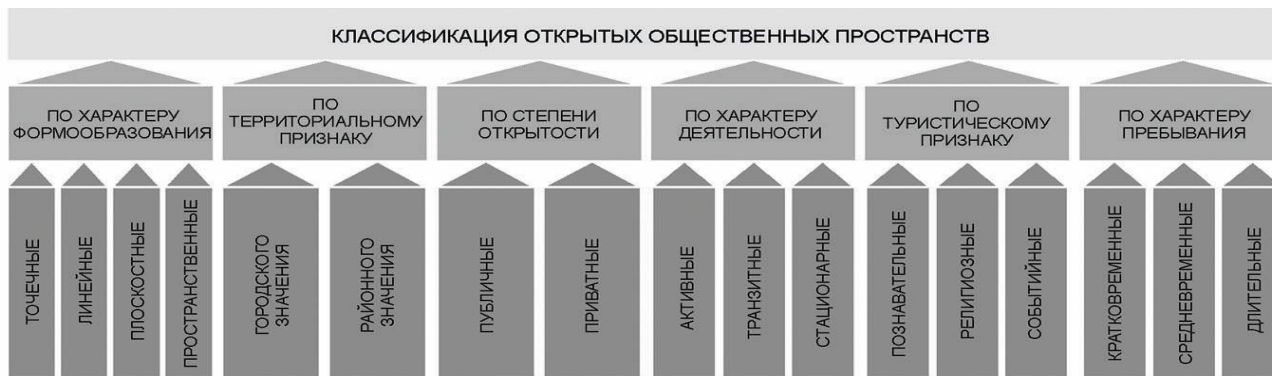 КЛАССИФИКАЦИЯ ОТКРЫТЫХ ОБЩЕСТВЕННЫХ ПРОСТРАНСТВ
ПО ХАРАКТЕРУ
ФОРМООБРАЗОВАНИЯ
ТОЧЕЧНЫЕ
ЛИНЕЙНЫЕ
ПЛОСКОСТНЫЕ
ПРОСТРАНСТВЕННЫЕ
ПО
ТЕРРИТОРИАЛЬНОМУ
ПРИЗНАКУ
ГОРОДСКОГО
ЗНАЧЕНИЯ
РАЙОННОГО
ЗНАЧЕНИЯ
ПО СТЕПЕНИ
ОТКРЫТОСТИ
ПУБЛИЧНЫЕ
ПРИВАТНЫЕ
ПО ХАРАКТЕРУ
ДЕЯТЕЛЬНОСТИ
АКТИВНЫЕ
ТРАНЗИТНЫЕ
СТАЦИОНАРНЫЕ
ПО
ТУРИСТИЧЕСКОМУ
ПРИЗНАКУ
ПОЗНАВАТЕЛЬНЫЕ
РЕЛИГИОЗНЫЕ
СОБЫТИЙНЫЕ
ПО ХАРАКТЕРУ
ПРЕБЫВАНИЯ
КРАТКОВРЕМЕННЫЕ
СРЕДНЕВРЕМЕННЫЕ
ДЛИТЕЛЬНЫЕ